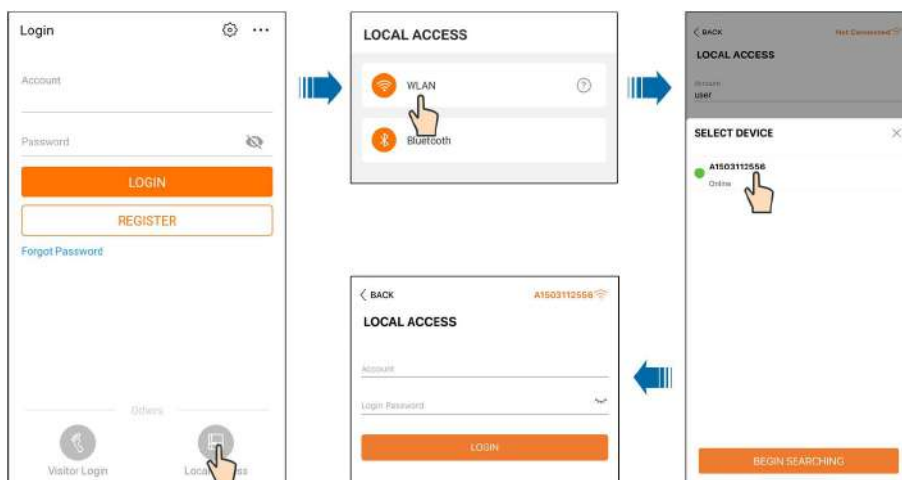 Login
Account
Password
LOGIN
REGISTER
Forgot Password
Others
Visitor Login
LOCAL ACCESS
WLAN
Bluetooth
BACK
Not Connected
LOCAL ACCESS
Account
user
SELECT DEVICE
A1503112556
Online
BEGIN SEARCHING
BACK
A1503112556
LOCAL ACCESS
Account
Login Password
LOGIN